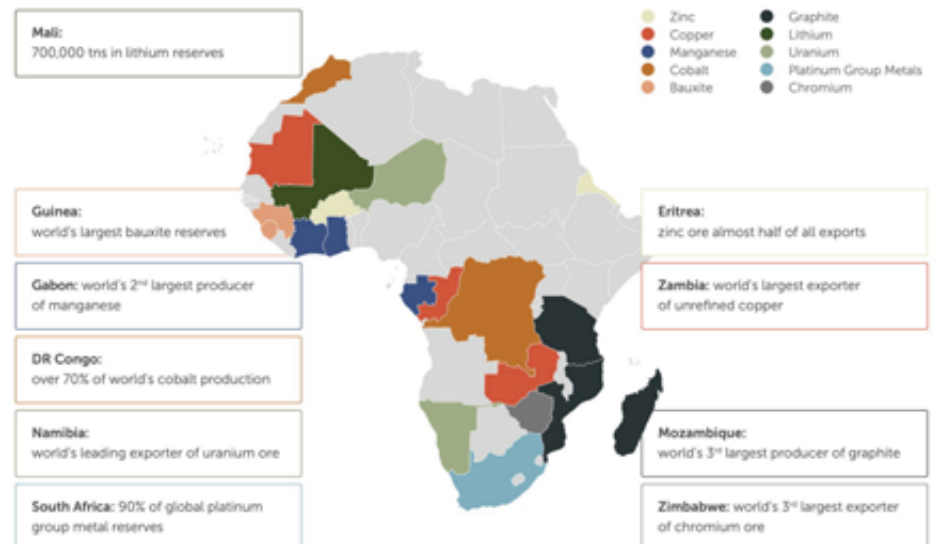 Mali:
700,000 tns in lithium reserves
Zinc
Copper
Manganese
Cobalt
Bauxite
Graphite
Lithium
Uranium
Platinum Group Metals
Chromium
Guinea:
world's largest bauxite reserves
Gabon: world's 2nd largest producer
of manganese
DR Congo:
over 70% of world's cobalt production
Namibia:
world's leading exporter of uranium ore
South Africa: 90% of global platinum
group metal reserves
Eritrea:
zinc ore almost half of all exports
Zambia: world's largest exporter
of unrefined copper
Mozambique:
world's 3rd largest producer of graphite
Zimbabwe: world's 3rd largest exporter
of chromium ore